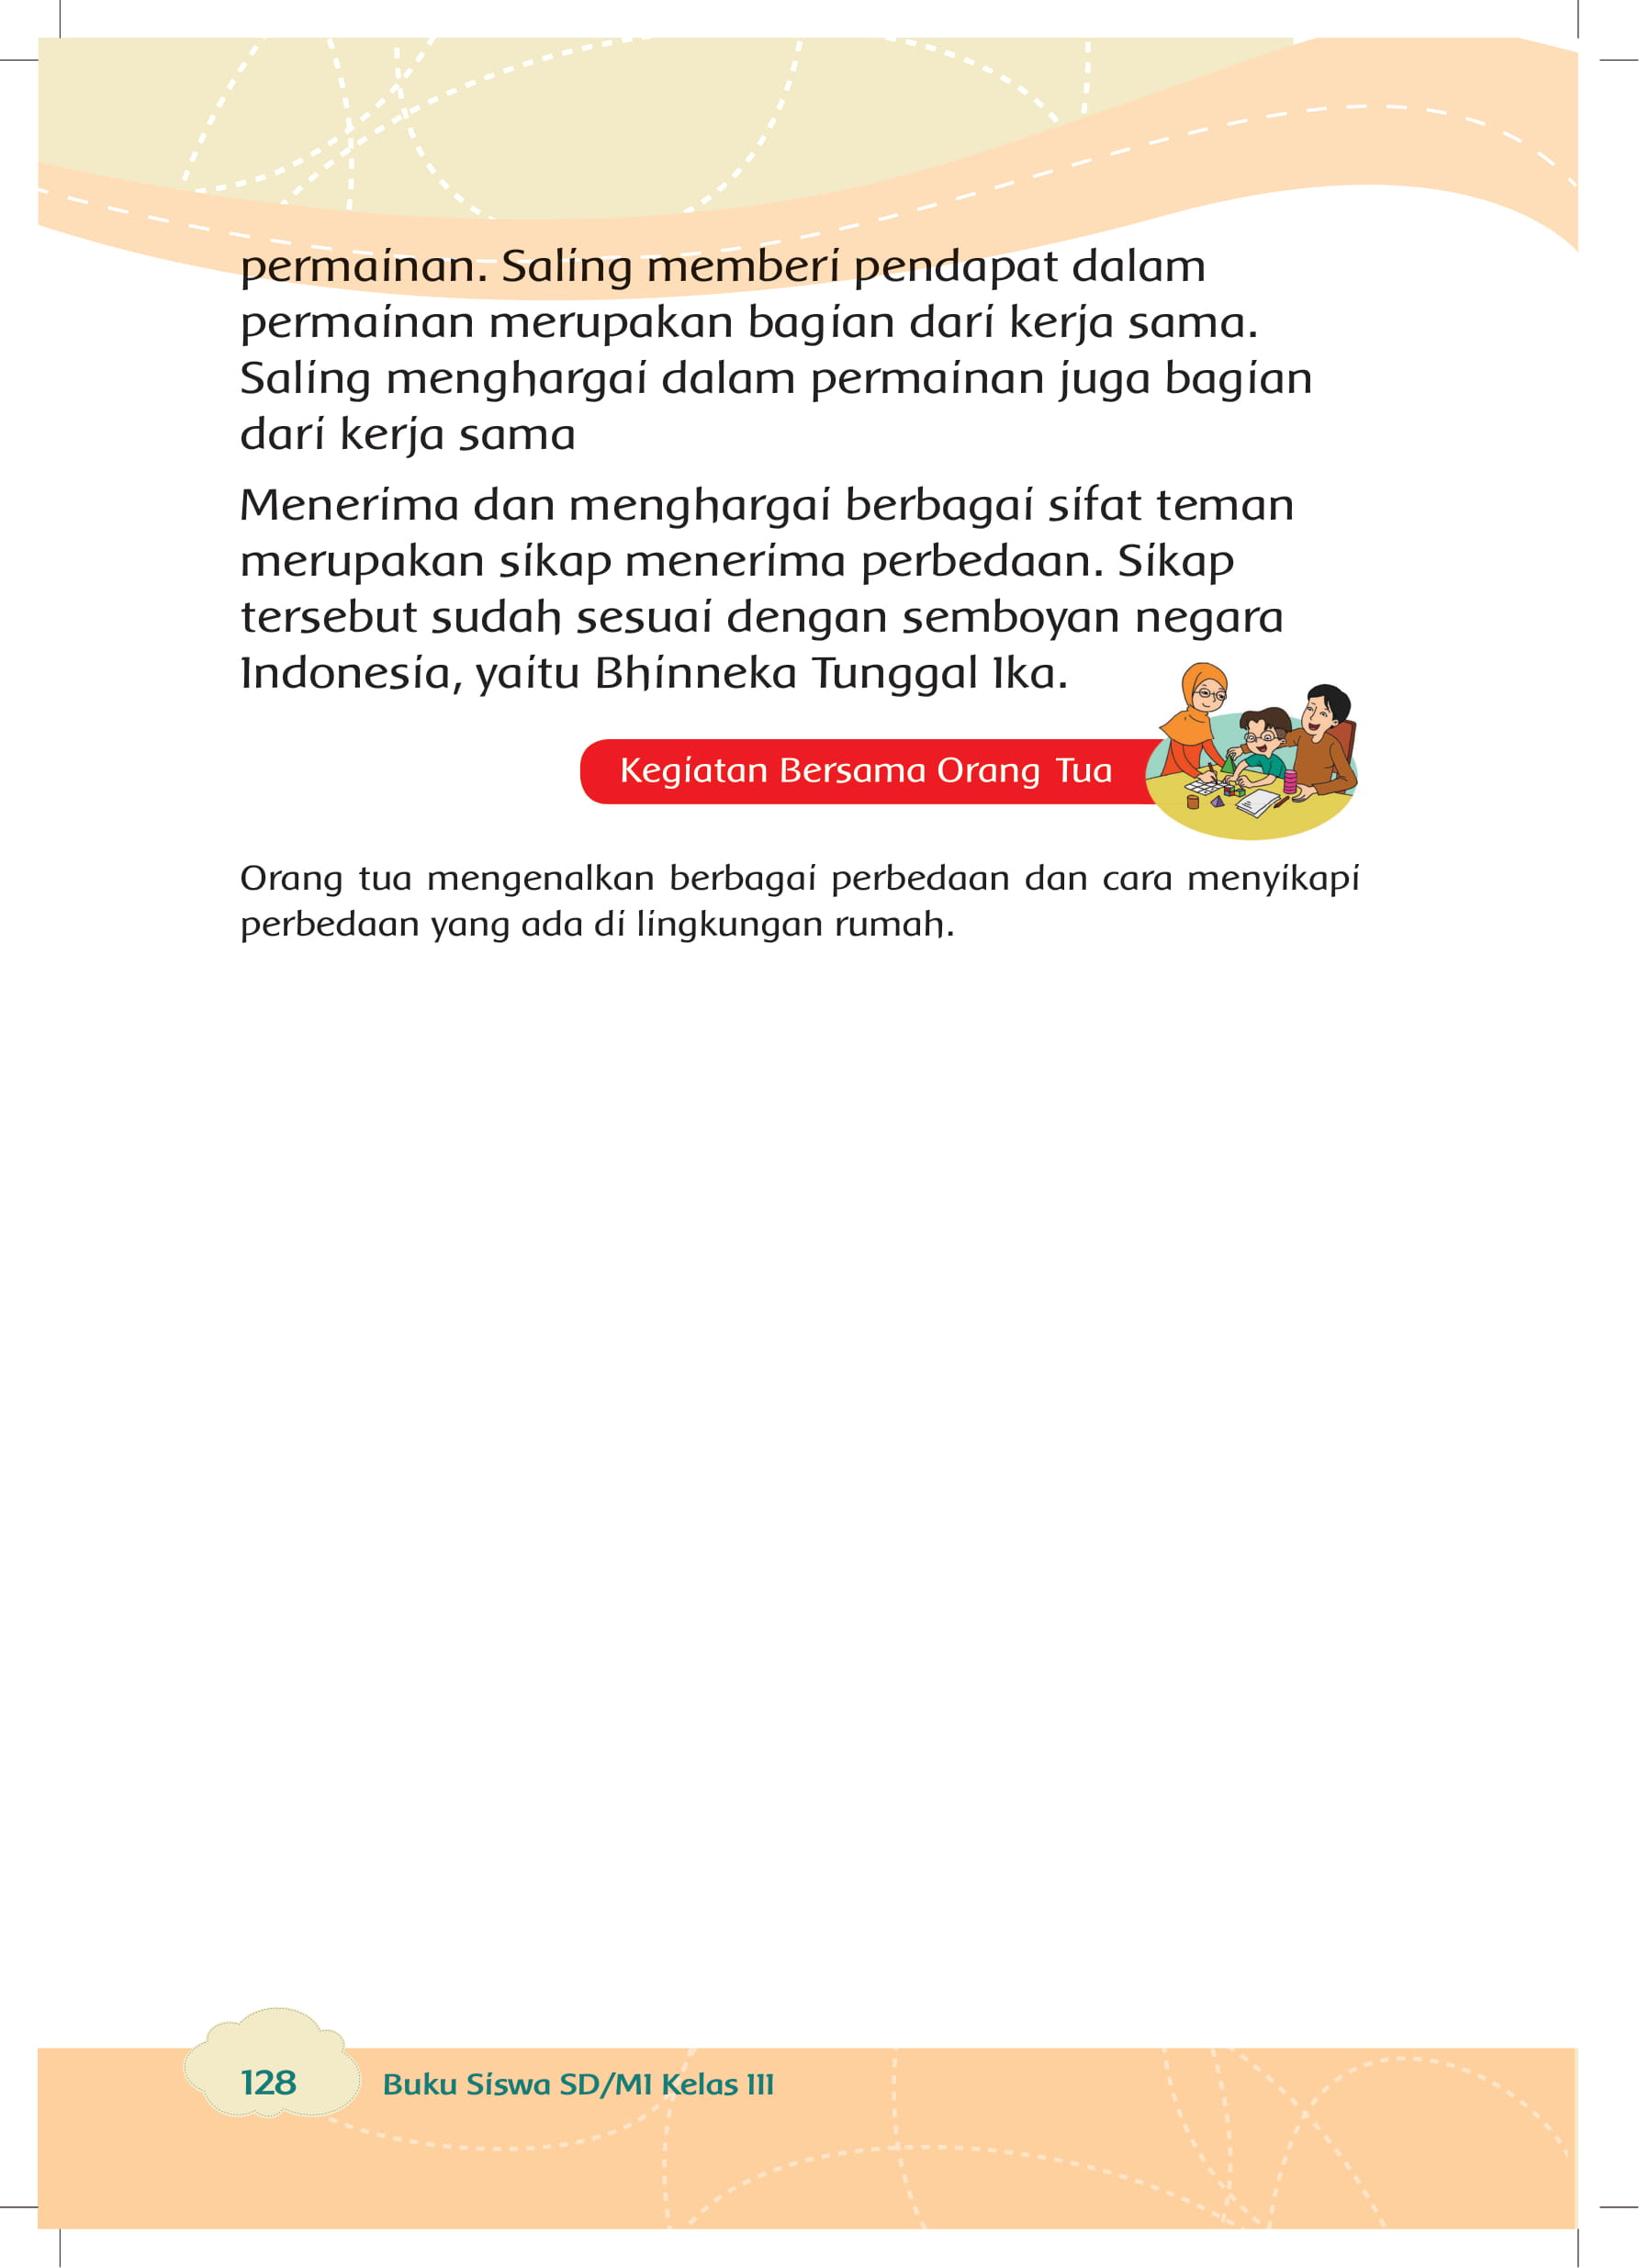 permainan. Saling memberi pendapat dalam
permainan merupakan bagian dari kerja sama.
Saling menghargai dalam permainan juga bagian
dari kerja sama
Menerima dan menghargai berbagai sifat teman
merupakan sikap menerima perbedaan. Sikap
tersebut sudah sesuai dengan semboyan negara
Indonesia, yaitu Bhinneka Tunggal Ika.
Kegiatan Bersama Orang Tua
Orang tua mengenalkan berbagai perbedaan dan cara menyikapi
perbedaan yang ada di lingkungan rumah.
128 Buku Siswa SD/MI Kelas III